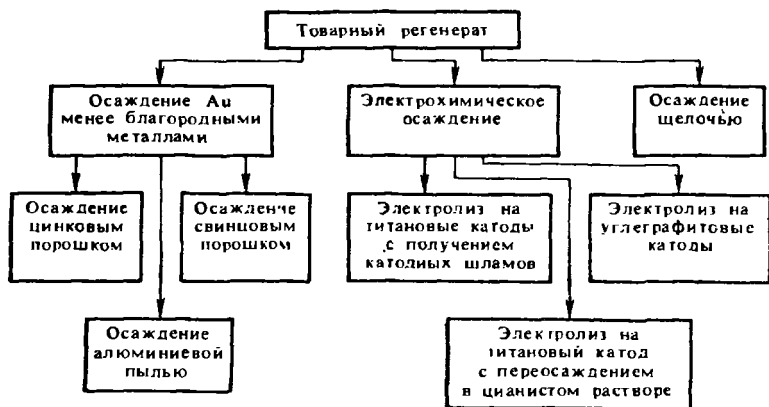 Товарный регенерат
Осаждение Au
менее благородными
металлами
Электрохимическое
осаждение
Осаждение
щелочью
Осаждение
цинковым
порошком
Осажденче
свинцовым
порошком
Электролиз на
титановые катоды
с получением
катодных шламов
Электролиз на
углеграфитовые
катоды
Осаждение
алюминиевой
пылью
Электролиз на
титановый катод
с переосаждением
в цианистом растворе